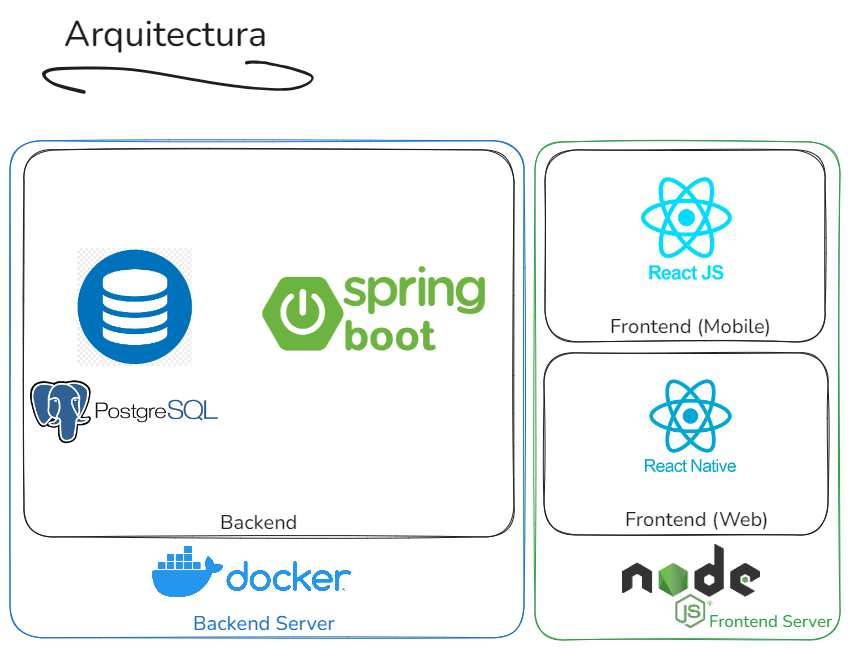 Arquitectura
spring
boot
PostgreSQL
Backend
docker
Backend Server
React JS
Frontend (Mobile)
React Native
Frontend (Web)
node
JS
Frontend Server